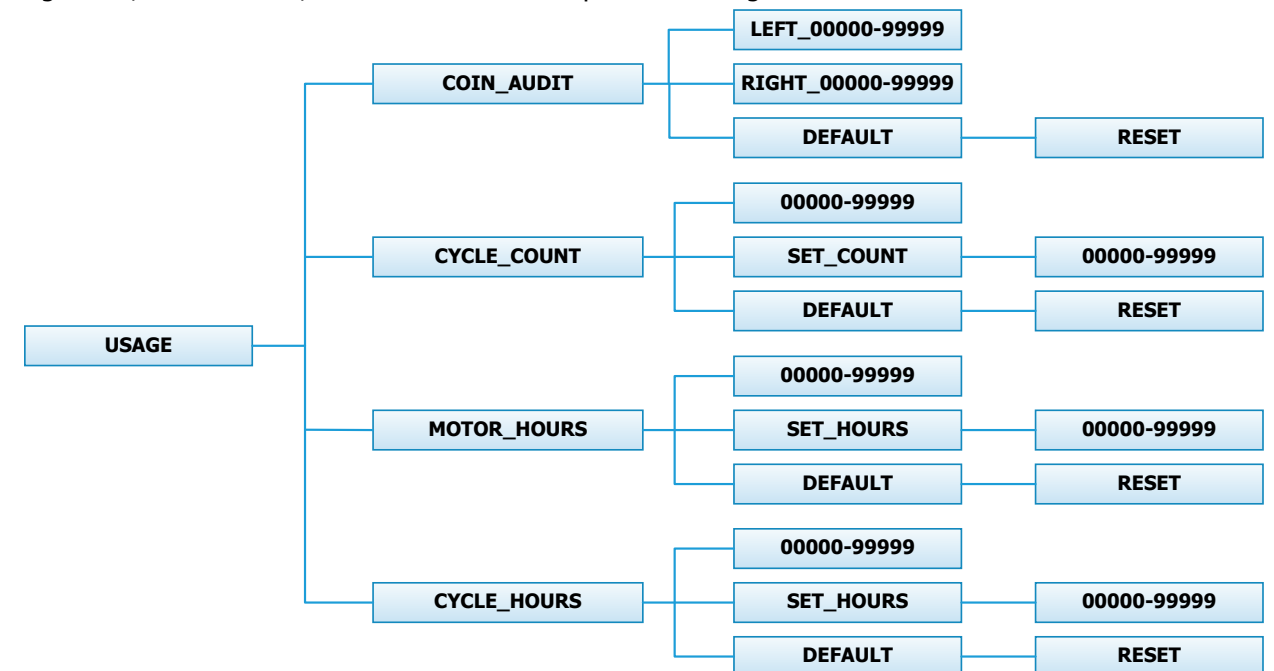 LEFT_00000-99999
COIN_AUDIT
RIGHT_00000-99999
DEFAULT
RESET
00000-99999
CYCLE_COUNT
SET_COUNT
00000-99999
DEFAULT
RESET
USAGE
00000-99999
MOTOR_HOURS
SET_HOURS
00000-99999
DEFAULT
RESET
00000-99999
CYCLE_HOURS
SET_HOURS
00000-99999
DEFAULT
RESET